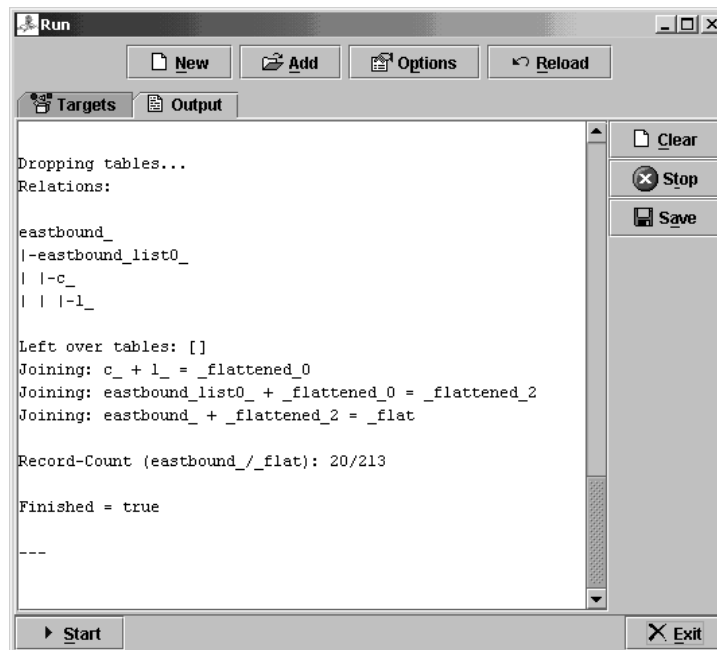 Run
New Add Options Reload
Targets Output
Clear
Stop
Save
Dropping tables...
Relations:
eastbound_
|-eastbound_list0_
| |-c_
| | |-l_
Left over tables: []
Joining: c_ + l_ = _flattened_0
Joining: eastbound_list0_ + _flattened_0 = _flattened_2
Joining: eastbound_ + _flattened_2 = _flat
Record-Count (eastbound_/_flat): 20/213
Finished = true
---
Start Exit